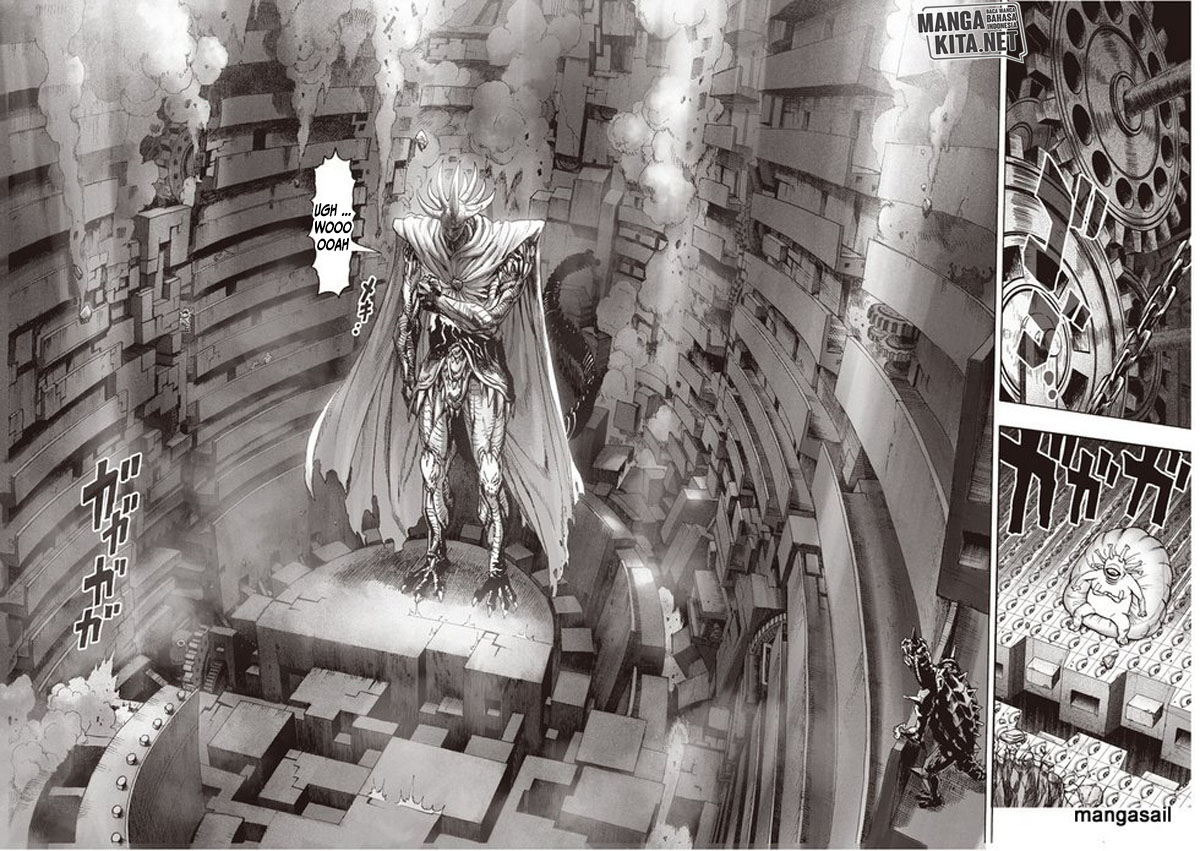 MANGA
KITA.NET
BACA MANGA
BAHASA
INDONESIA
ガガガ
UGH ...
WOOO
OOAH
メキ..
ガガガガ
mangasail